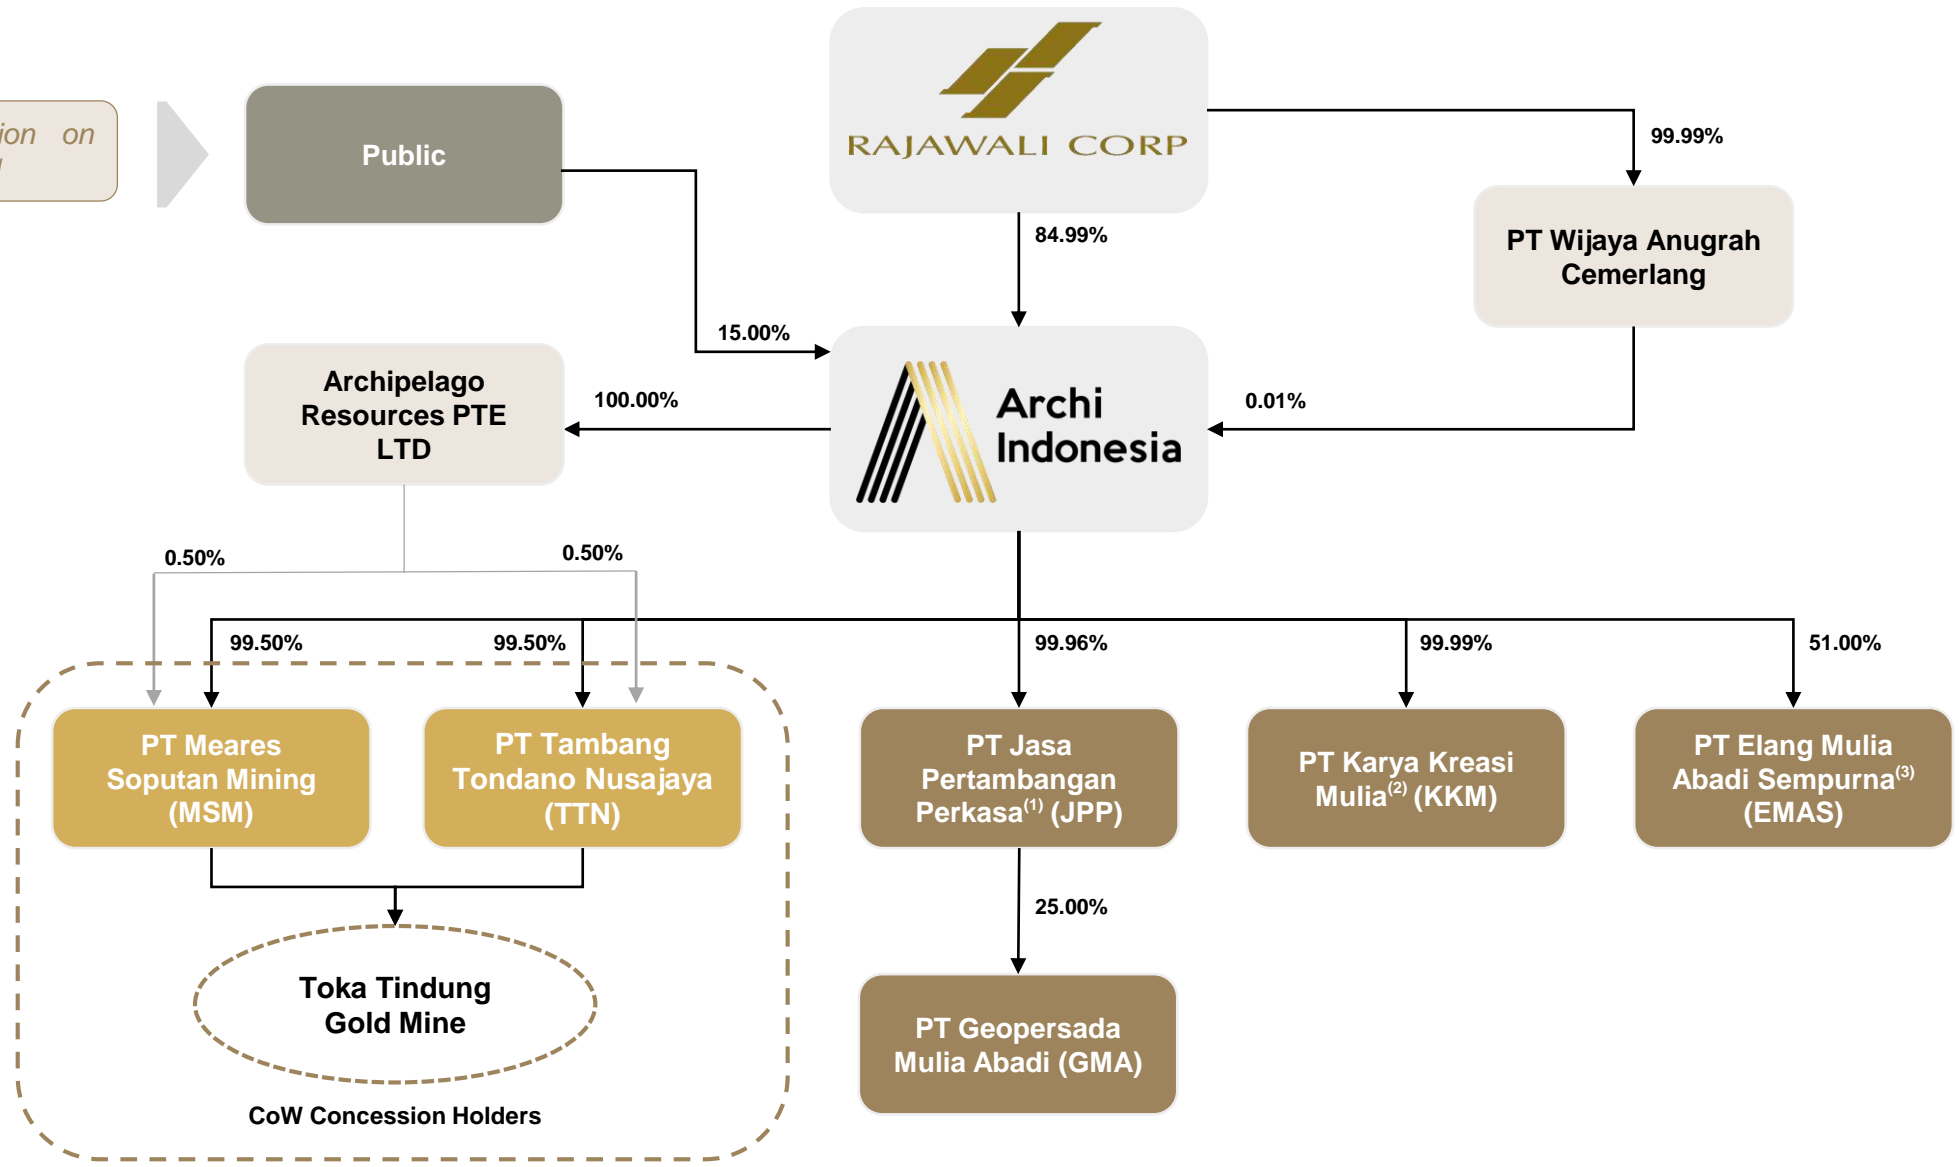 on
Public
RAJAWALI CORP
99.99%
84.99%
PT Wijaya Anugrah
Cemerlang
15.00%
Archipelago
Resources PTE
LTD
100.00%
Archi
Indonesia
0.01%
0.50%
0.50%
99.50%
99.50%
99.96%
99.99%
51.00%
PT Meares
Soputan Mining
(MSM)
PT Tambang
Tondano Nusajaya
(TTN)
PT Jasa
Pertambangan
Perkasa(1) (JPP)
PT Karya Kreasi
Mulia(2) (KKM)
PT Elang Mulia
Abadi Sempurna(3)
(EMAS)
25.00%
Toka Tindung
Gold Mine
PT Geopersada
Mulia Abadi (GMA)
CoW Concession Holders